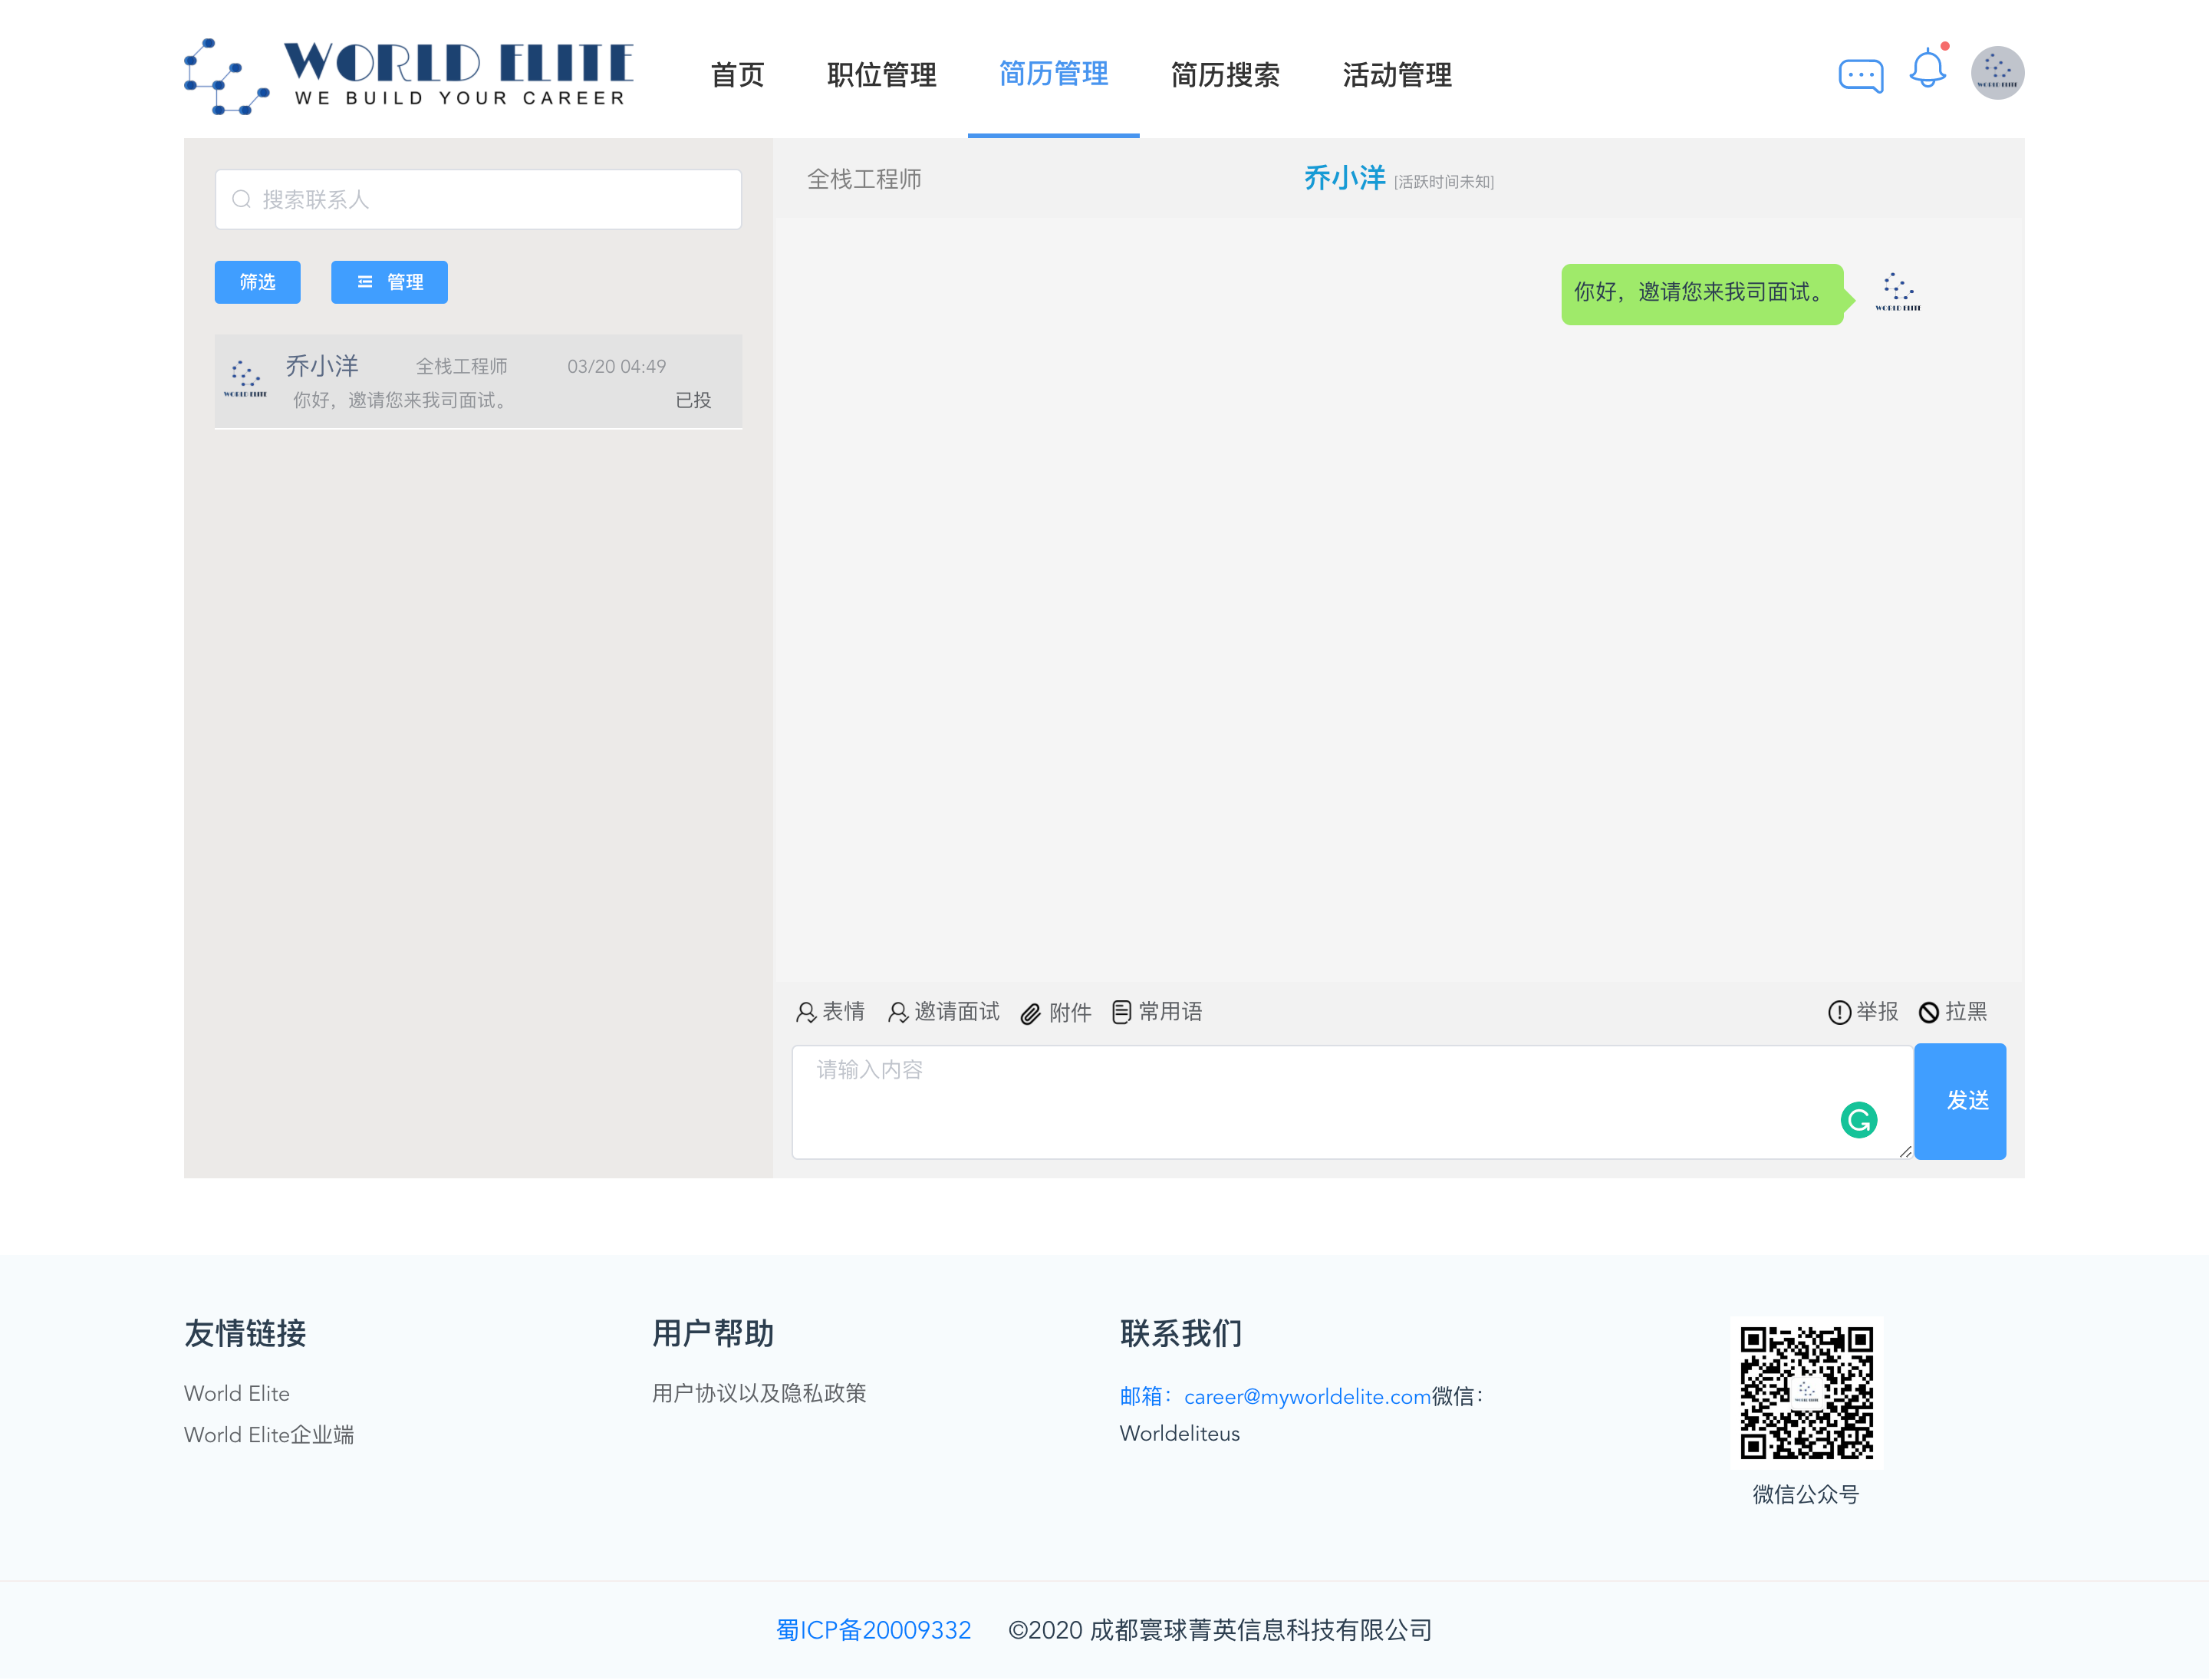 WORLD ELITE
WE BUILD YOUR CAREER
首页 职位管理 简历管理 简历搜索 活动管理
WORLD ELITE
搜索联系人
筛选 管理
乔小洋 全栈工程师 03/20 04:49
WORLD ELITE
你好，邀请您来我司面试。 已投
全栈工程师 乔小洋 [活跃时间未知]
你好，邀请您来我司面试。
WORLD ELITE
表情 邀请面试 附件 常用语 举报 拉黑
请输入内容
发送
友情链接
World Elite
World Elite企业端
用户帮助
用户协议以及隐私政策
联系我们
邮箱：career@myworldelite.com微信：
Worldeliteus
WORLD ELITE
微信公众号
蜀ICP备20009332 ©2020 成都寰球菁英信息科技有限公司